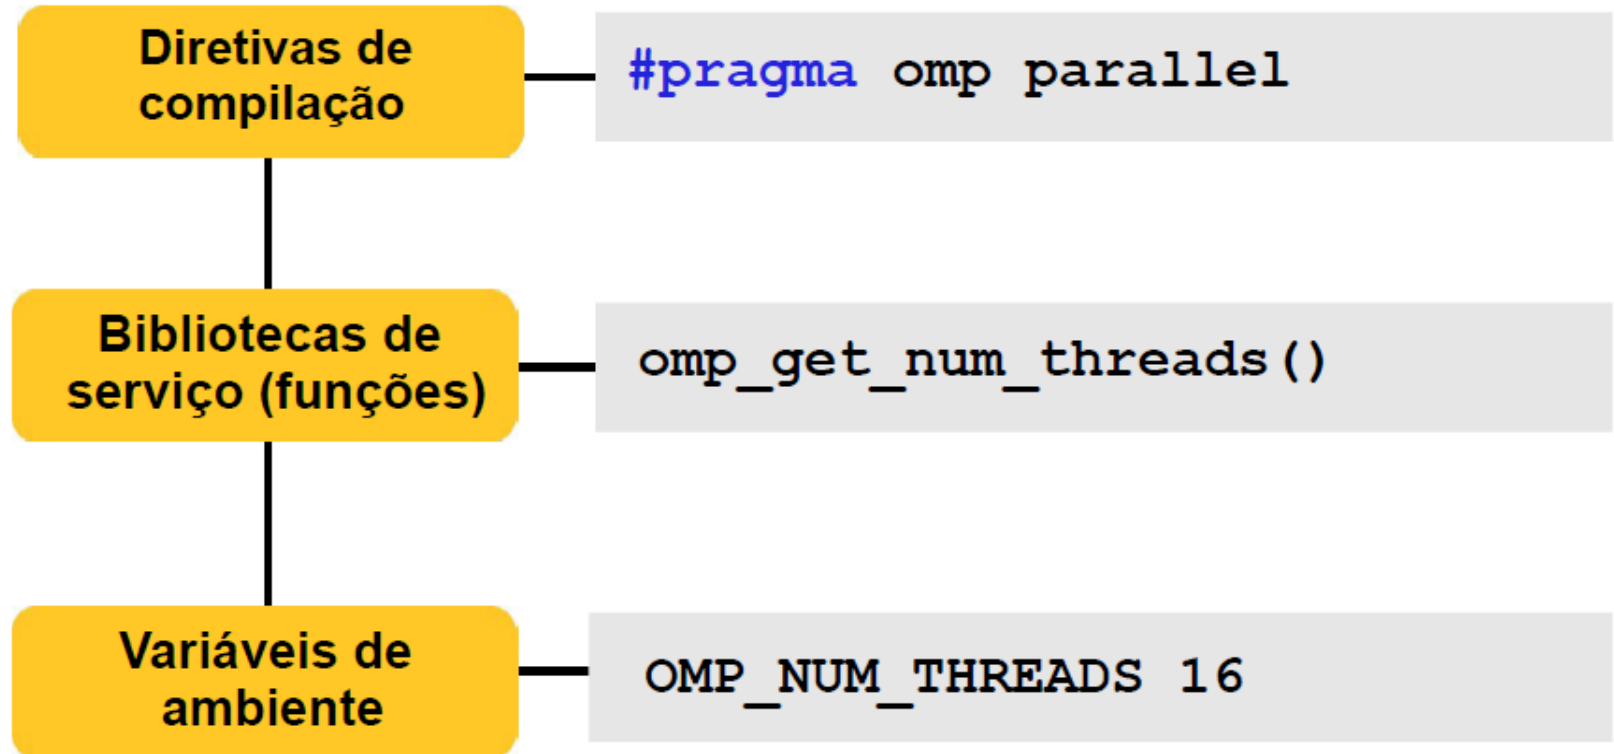 Diretivas de
compilação
#pragma omp parallel
Bibliotecas de
serviço (funções)
omp_get_num_threads()
Variáveis de
ambiente
OMP_NUM_THREADS 16